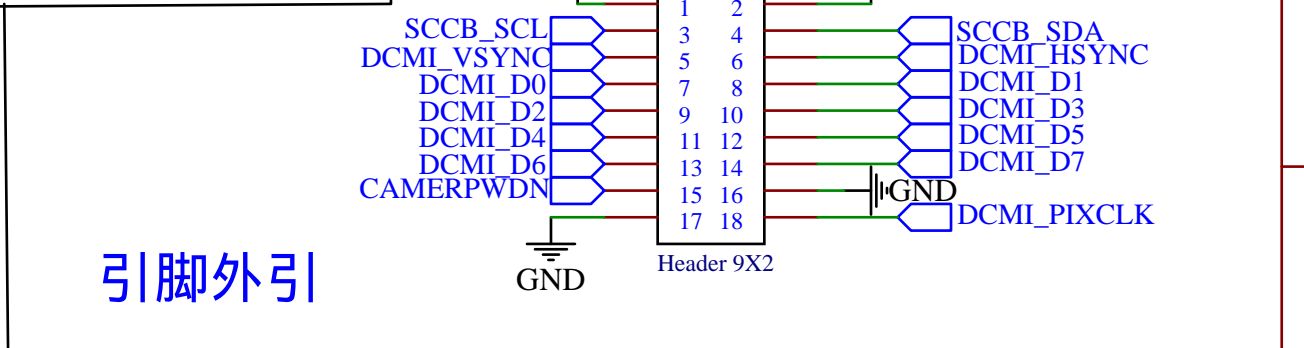 1 2
SCCB_SCL 3 4 SCCB_SDA
DCMI_VSYNC 5 6 DCMI_HSYNC
DCMI_D0 7 8 DCMI_D1
DCMI_D2 9 10 DCMI_D3
DCMI_D4 11 12 DCMI_D5
DCMI_D6 13 14 DCMI_D7
CAMERPWDN 15 16 GND
17 18 DCMI_PIXCLK
Header 9X2
GND
引脚外引